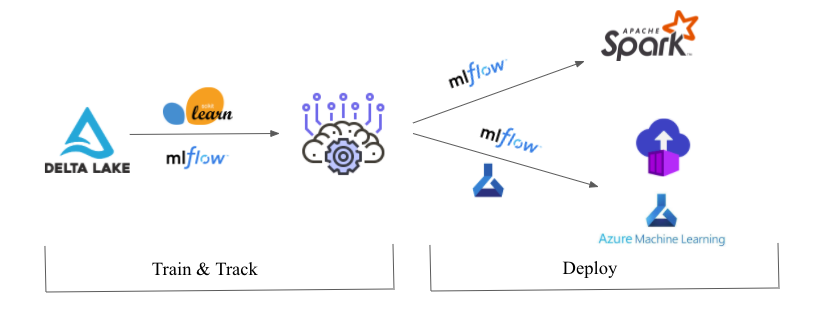 APACHE
Spark
mlflow
scikit
learn
mlflow
DELTA LAKE
mlflow
Azure Machine Learning
Train & Track
Deploy